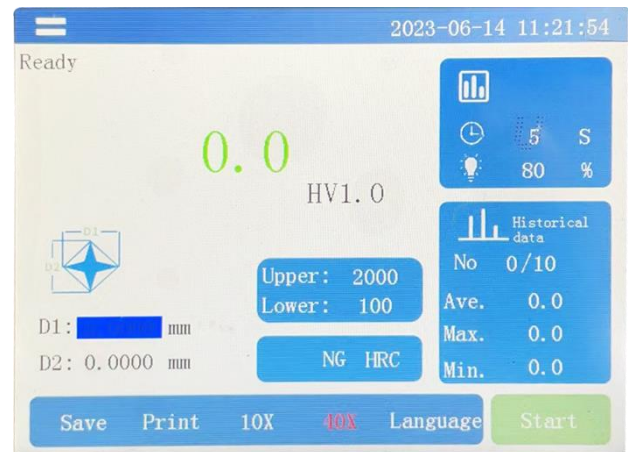 2023-06-14 11:21:54
Ready
0.0
HV1.0
5 S
80 %
D1
D2
Historical
data
No 0/10
Ave. 0.0
Max. 0.0
Min. 0.0
Upper: 2000
Lower: 100
D1: mm
D2: 0.0000 mm
NG HRC
Save Print 10X 40X Language Start